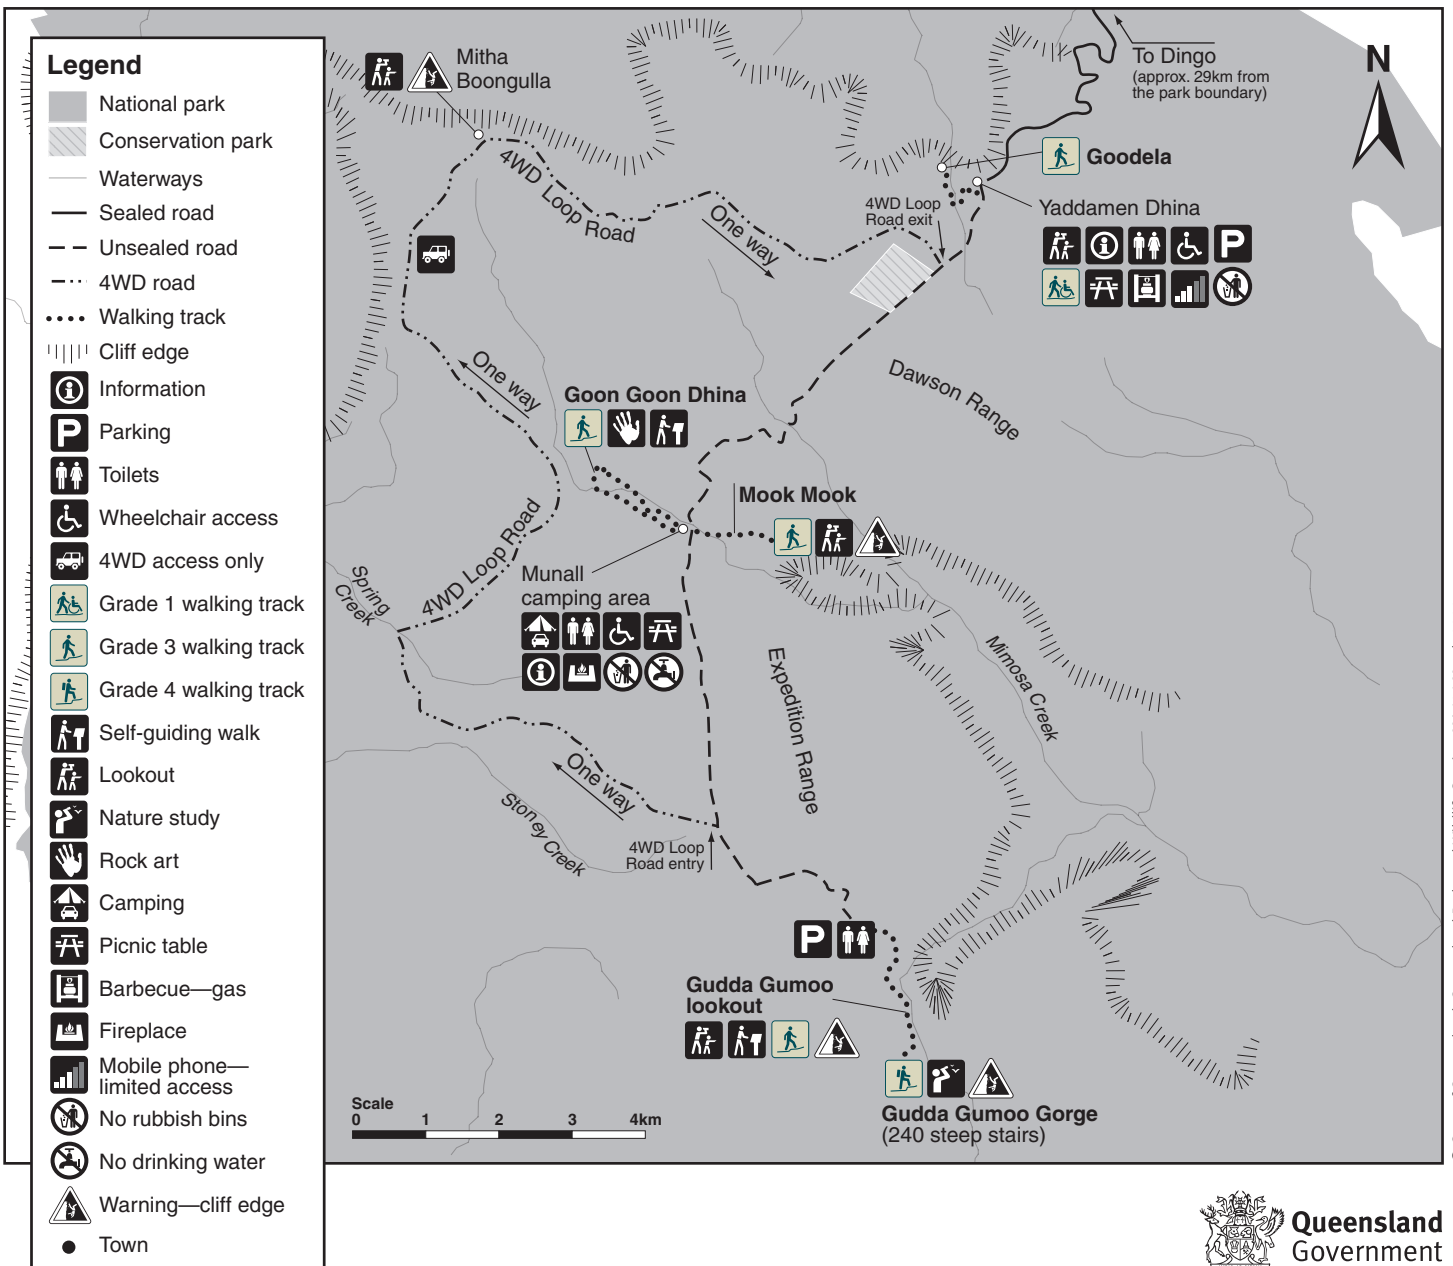 Legend
National park
Conservation park
Waterways
Sealed road
Unsealed road
4WD road
Walking track
Cliff edge
Information
P Parking
Toilets
Wheelchair access
4WD access only
Grade 1 walking track
Grade 3 walking track
Grade 4 walking track
Self-guiding walk
Lookout
Nature study
Rock art
Camping
Picnic table
Barbecue—gas
Fireplace
Mobile phone—
limited access
No rubbish bins
No drinking water
Warning—cliff edge
Town
Mitha
Boongulla
To Dingo
(approx. 29km from
the park boundary)
N
Goodela
4WD Loop Road
One way
4WD Loop
Road exit
Yaddamen Dhina
P
Dawson Range
One way
Goon Goon Dhina
Mook Mook
4WD Loop Road
Spring
Creek
Munall
camping area
Mimosa Creek
Expedition Range
One way
Stoney Creek
4WD Loop
Road entry
P
Gudda Gumoo
lookout
Gudda Gumoo Gorge
(240 steep stairs)
Scale
0 1 2 3 4km
Queensland
Government